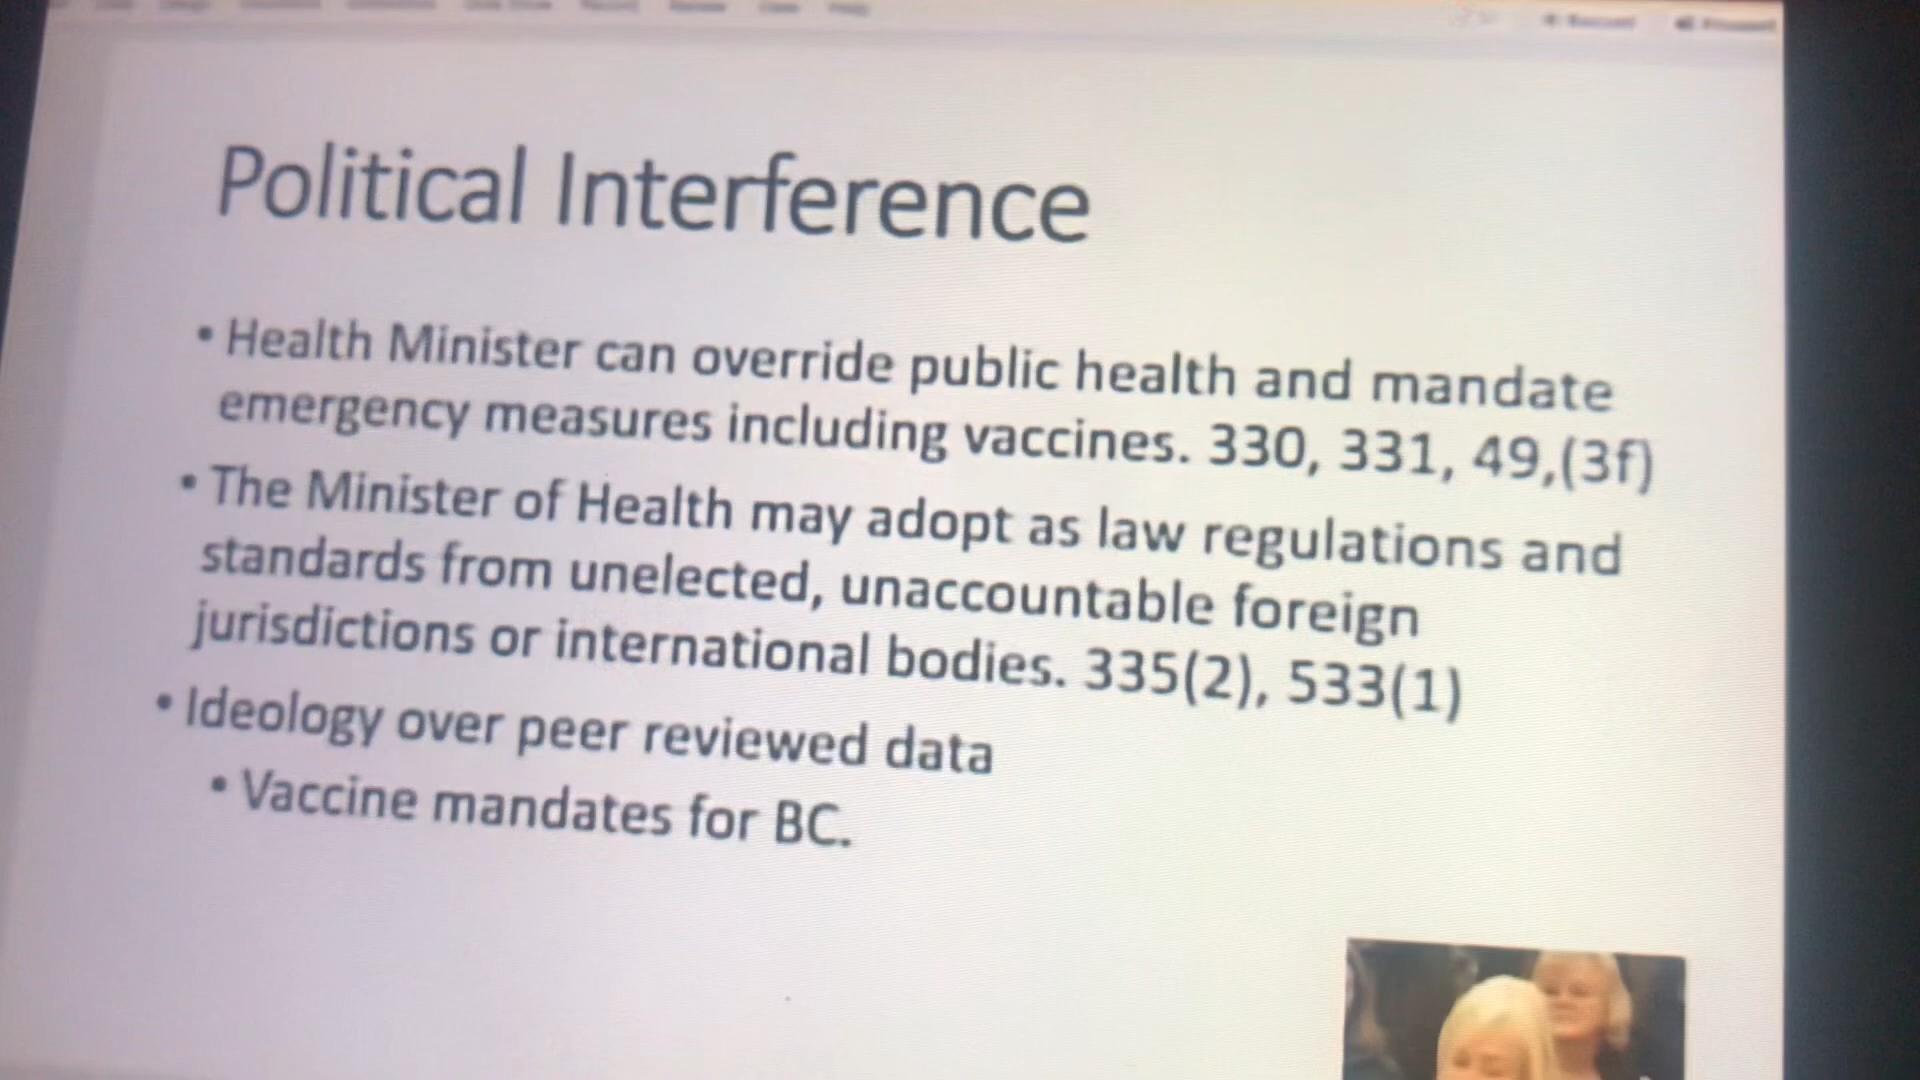 Political Interference
• Health Minister can override public health and mandate
emergency measures including vaccines. 330, 331, 49,(3f)
• The Minister of Health may adopt as law regulations and
standards from unelected, unaccountable foreign
jurisdictions or international bodies. 335(2), 533(1)
• Ideology over peer reviewed data
• Vaccine mandates for BC.